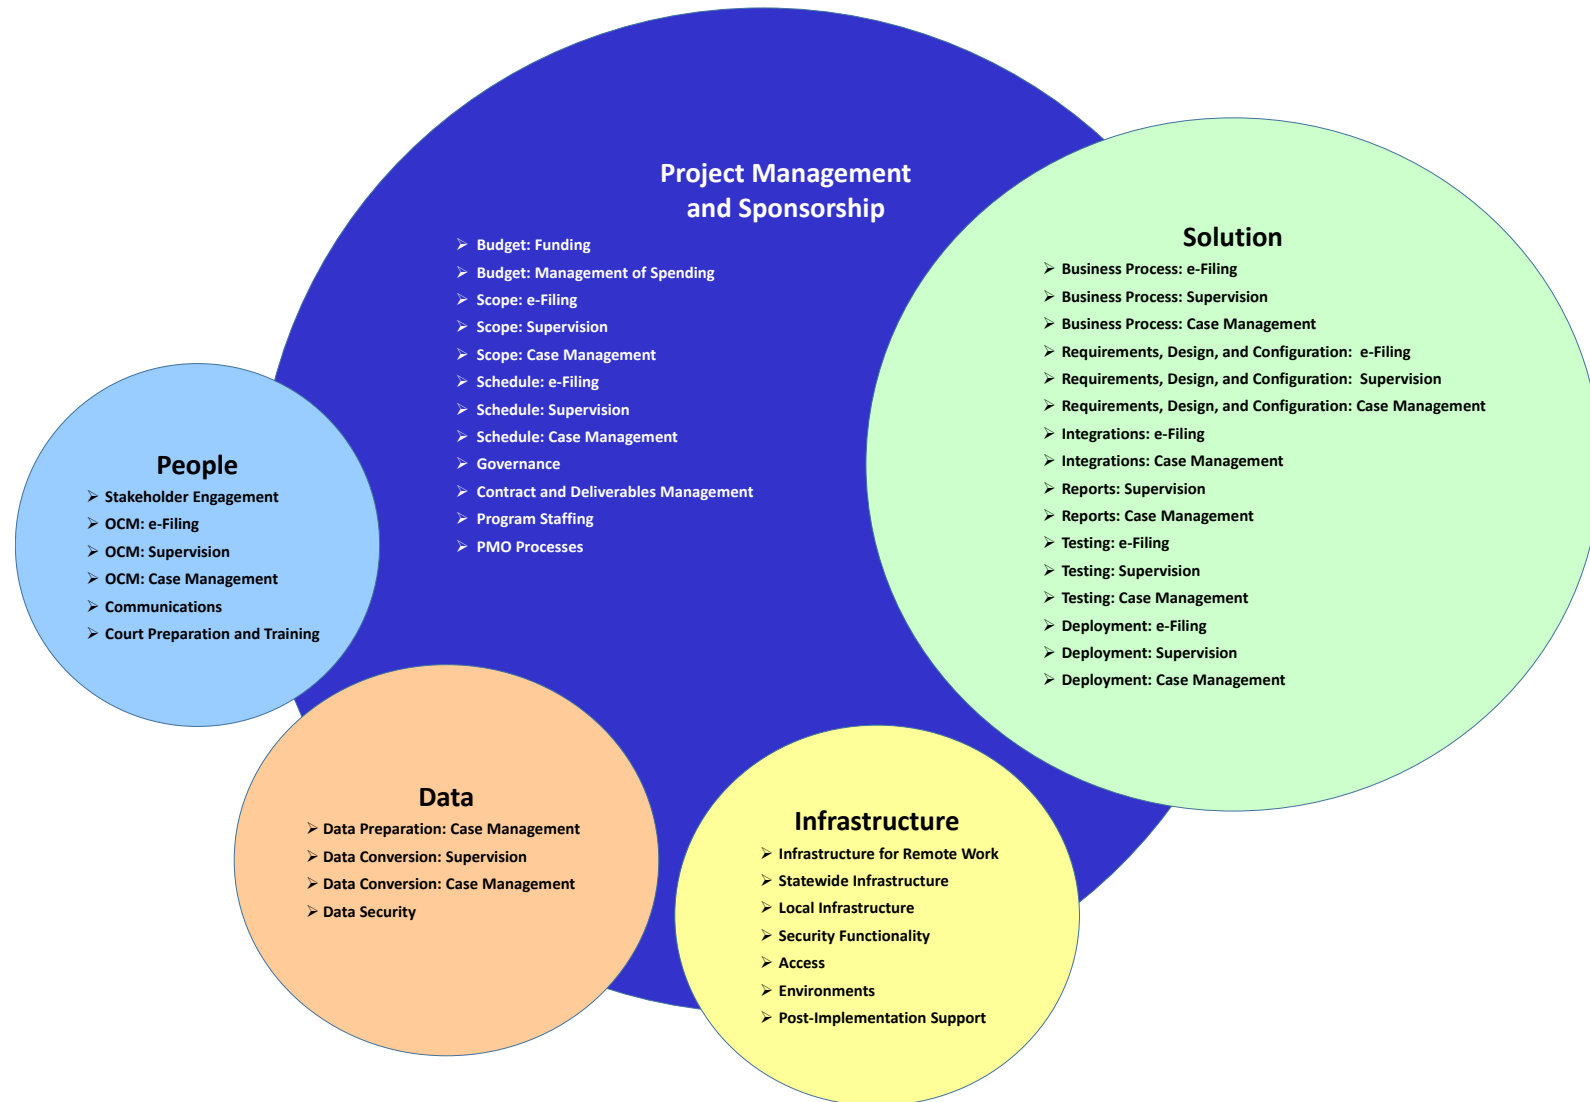 Project Management
and Sponsorship
➢ Budget: Funding
➢ Budget: Management of Spending
➢ Scope: e-Filing
➢ Scope: Supervision
➢ Scope: Case Management
➢ Schedule: e-Filing
➢ Schedule: Supervision
➢ Schedule: Case Management
➢ Governance
➢ Contract and Deliverables Management
➢ Program Staffing
➢ PMO Processes
Solution
➢ Business Process: e-Filing
➢ Business Process: Supervision
➢ Business Process: Case Management
➢ Requirements, Design, and Configuration:  e-Filing
➢ Requirements, Design, and Configuration:  Supervision
➢ Requirements, Design, and Configuration: Case Management
➢ Integrations: e-Filing
➢ Integrations: Case Management
➢ Reports: Supervision
➢ Reports: Case Management
➢ Testing: e-Filing
➢ Testing: Supervision
➢ Testing: Case Management
➢ Deployment: e-Filing
➢ Deployment: Supervision
➢ Deployment: Case Management
People
➢ Stakeholder Engagement
➢ OCM: e-Filing
➢ OCM: Supervision
➢ OCM: Case Management
➢ Communications
➢ Court Preparation and Training
Data
➢ Data Preparation: Case Management
➢ Data Conversion: Supervision
➢ Data Conversion: Case Management
➢ Data Security
Infrastructure
➢ Infrastructure for Remote Work
➢ Statewide Infrastructure
➢ Local Infrastructure
➢ Security Functionality
➢ Access
➢ Environments
➢ Post-Implementation Support